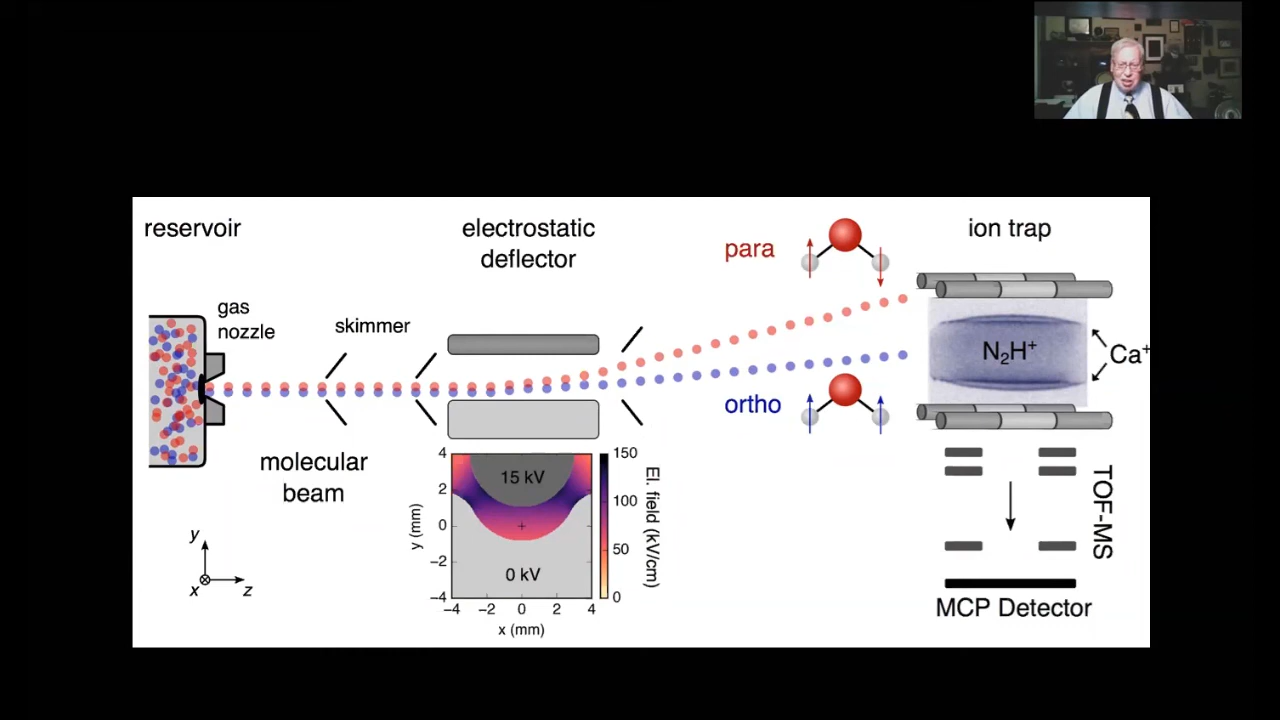 reservoir
electrostatic
deflector
para
ion trap
gas
nozzle
skimmer
N₂H⁺
Ca⁺
ortho
molecular
beam
4
2
0
−2
−4
15 kV
0 kV
y (mm)
−4 −2 0 2 4
x (mm)
150
100
50
0
El. field (kV/cm)
y
x
z
TOF-MS
MCP Detector